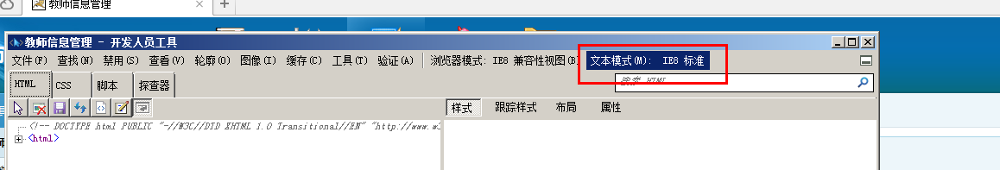 教师信息管理 × +
教师信息管理 - 开发人员工具
文件(F) 查找(N) 禁用(S) 查看(V) 轮廓(O) 图像(I) 缓存(C) 工具(T) 验证(A) 浏览器模式: IE8 兼容性视图(B) 文本模式(M): IE8 标准
HTML CSS 脚本 探查器 搜索 HTML...
样式 跟踪样式 布局 属性
<!-- DOCTYPE html PUBLIC "-//W3C//DTD XHTML 1.0 Transitional//EN" "http://www.w3
<html>